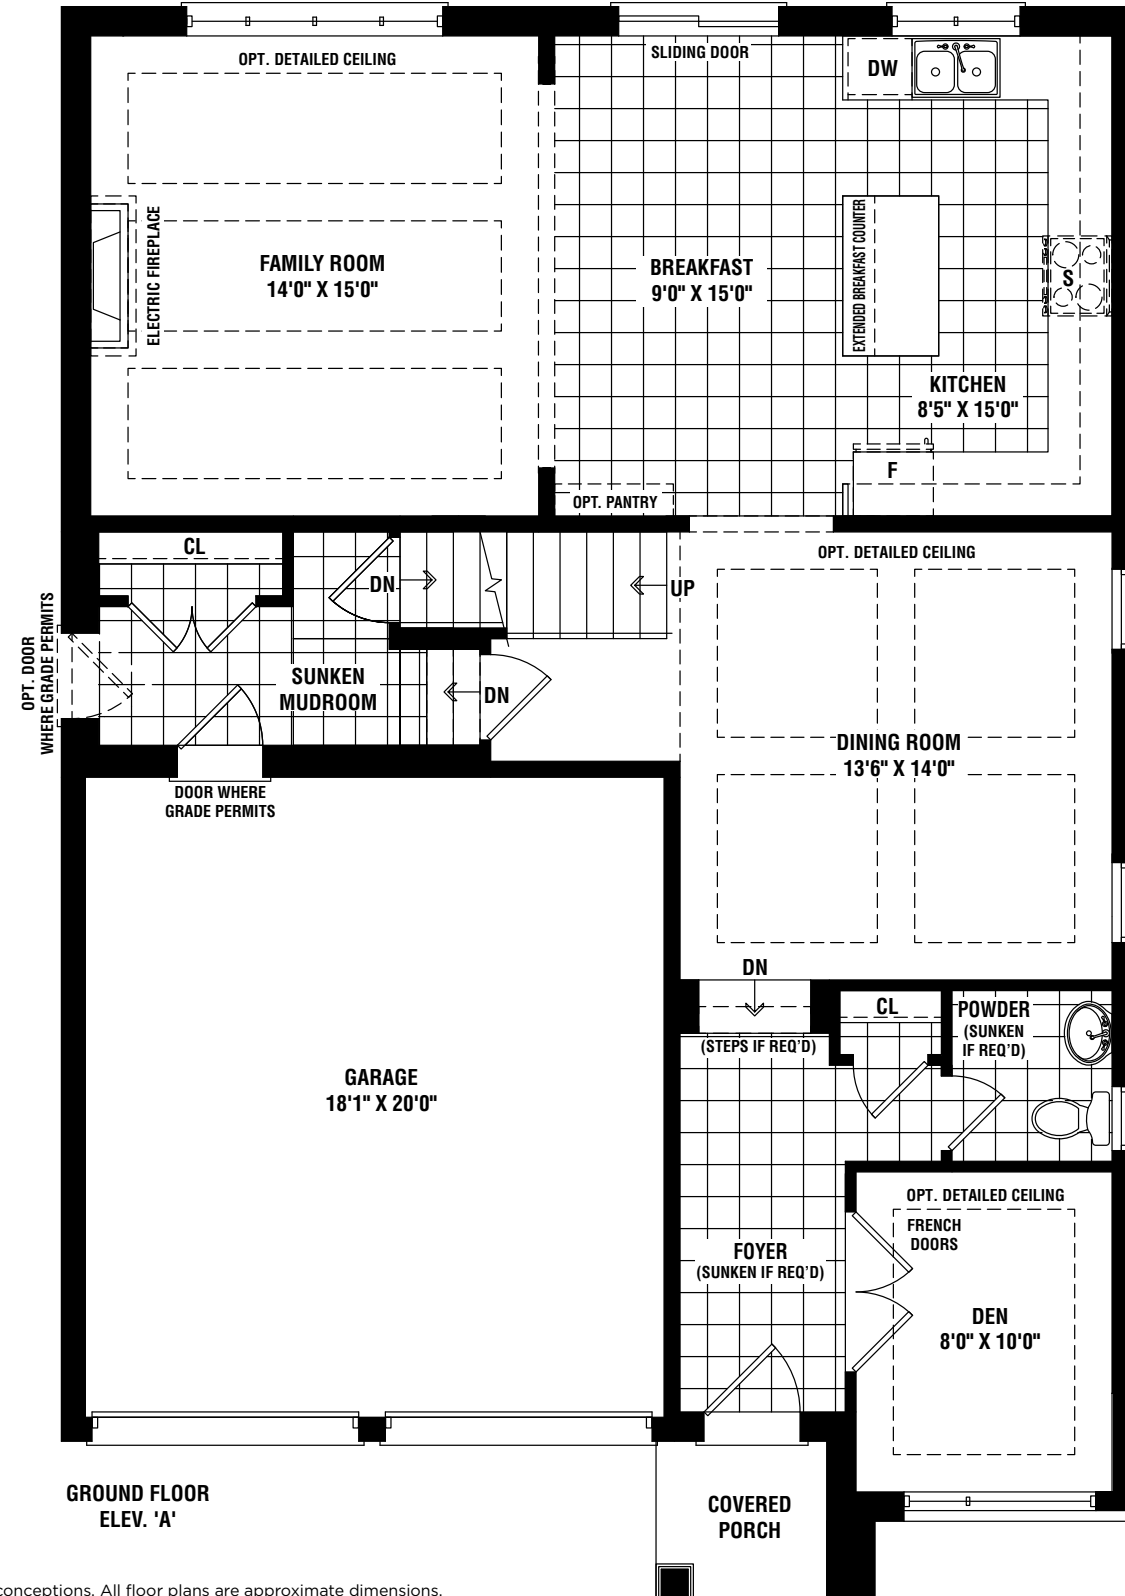 OPT. DETAILED CEILING
SLIDING DOOR
DW
ELECTRIC FIREPLACE
FAMILY ROOM
14'0" X 15'0"
BREAKFAST
9'0" X 15'0"
EXTENDED BREAKFAST COUNTER
S
KITCHEN
8'5" X 15'0"
F
OPT. PANTRY
CL
DN
UP
OPT. DETAILED CEILING
OPT. DOOR
WHERE GRADE PERMITS
SUNKEN
MUDROOM
DN
DINING ROOM
13'6" X 14'0"
DOOR WHERE
GRADE PERMITS
DN
(STEPS IF REQ'D)
CL
POWDER
(SUNKEN
IF REQ'D)
GARAGE
18'1" X 20'0"
OPT. DETAILED CEILING
FRENCH
DOORS
FOYER
(SUNKEN IF REQ'D)
DEN
8'0" X 10'0"
GROUND FLOOR
ELEV. 'A'
COVERED
PORCH
conceptions. All floor plans are approximate dimensions.